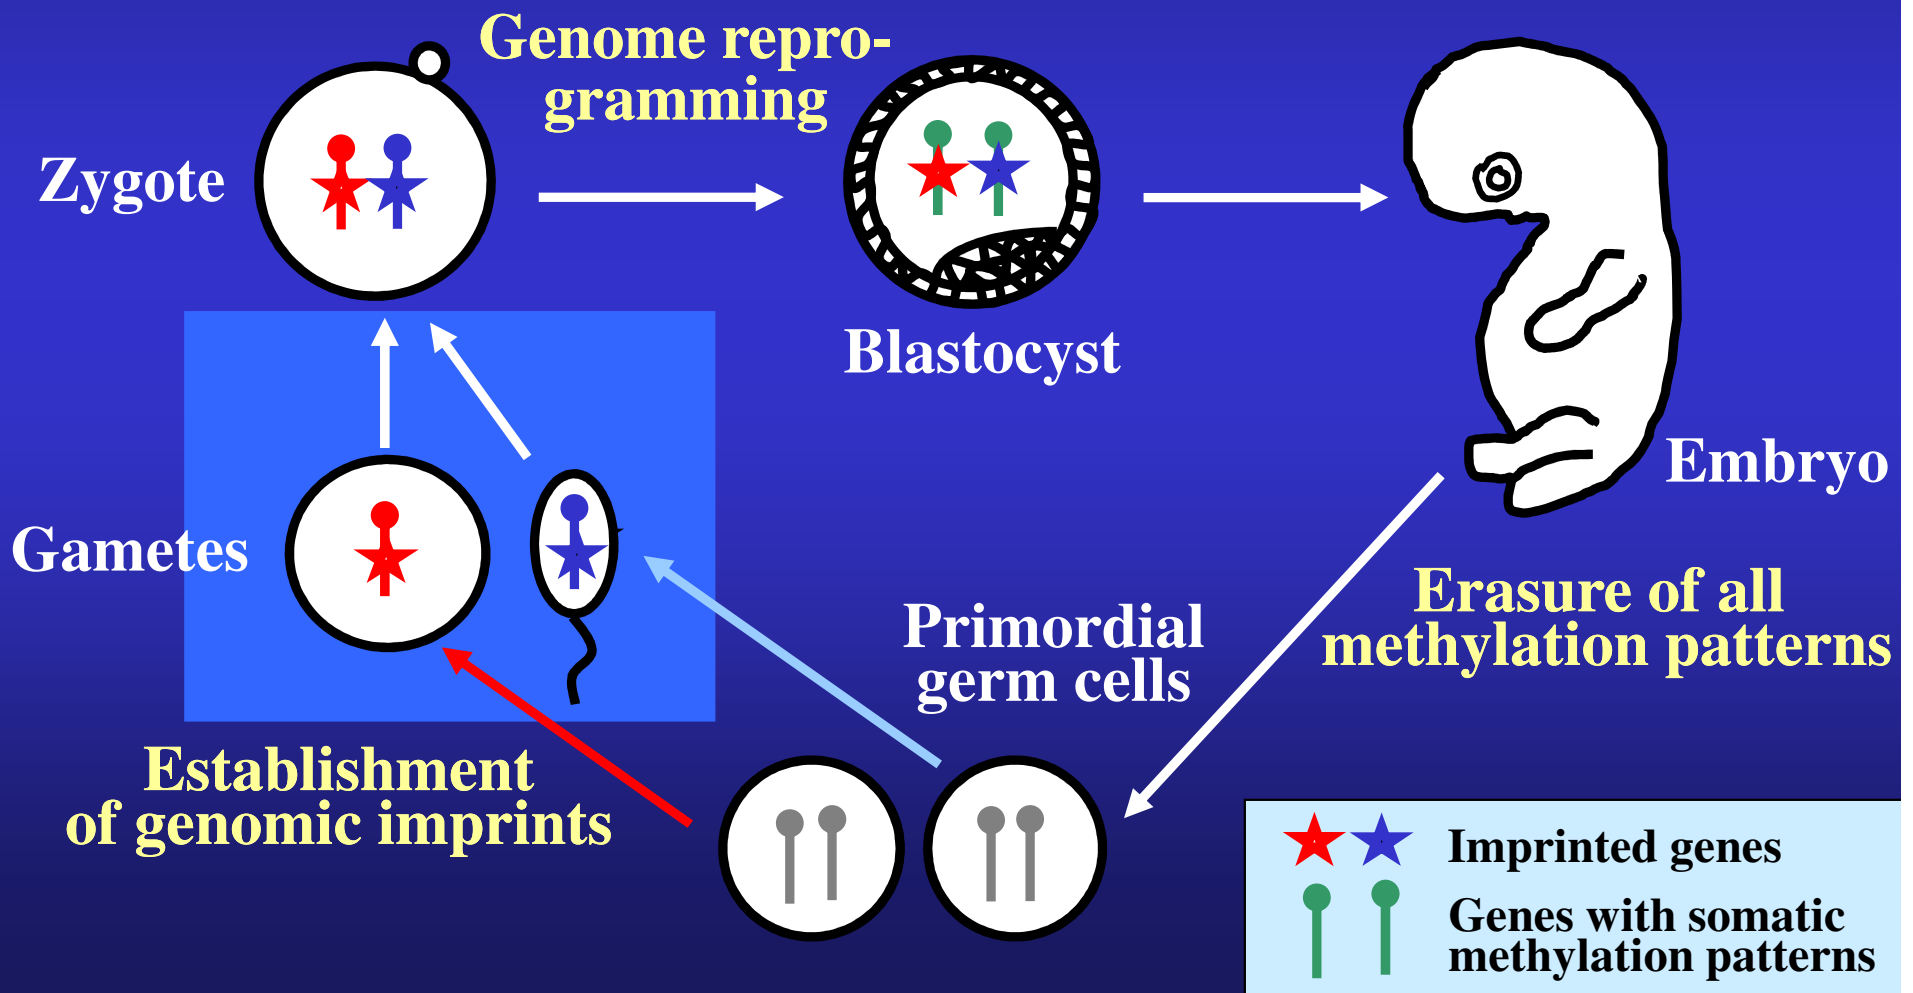 Genome repro-
gramming
Zygote
Blastocyst
Embryo
Gametes
Erasure of all
methylation patterns
Primordial
germ cells
Establishment
of genomic imprints
Imprinted genes
Genes with somatic
methylation patterns